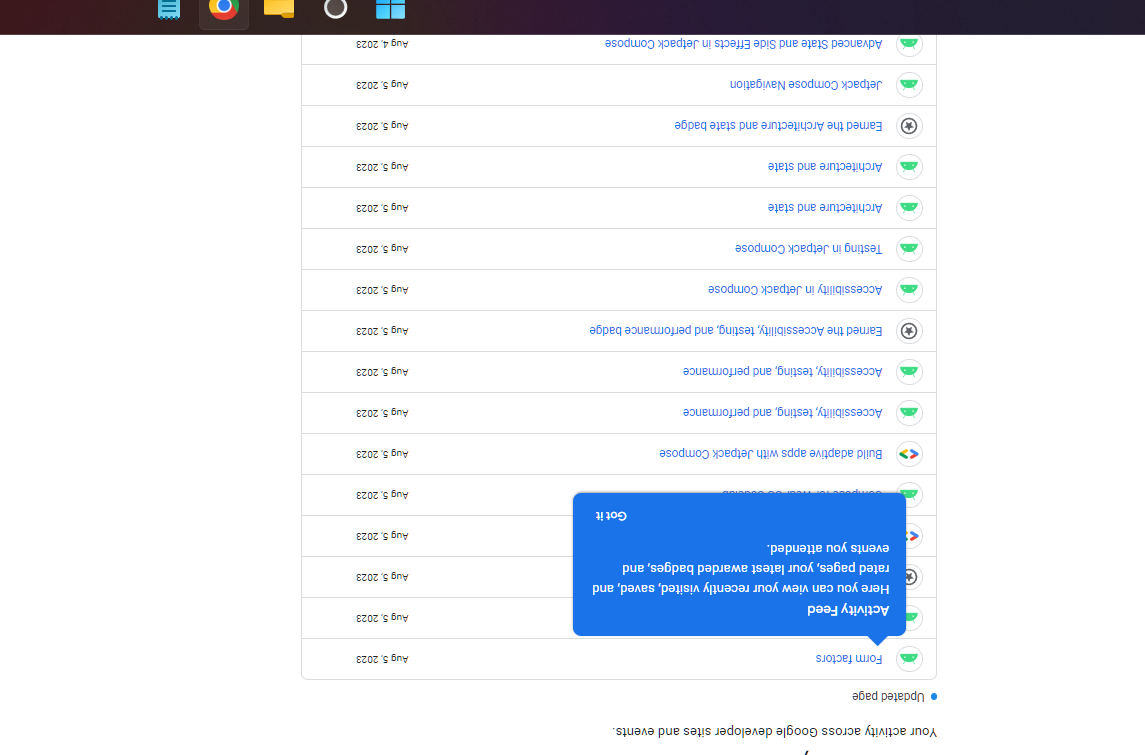 Your activity across Google developer sites and events.
Updated page
Form factors Aug 5, 2023
Activity Feed
Here you can view your recently visited, saved, and
rated pages, your latest awarded badges, and
events you attended.
Got it
Aug 5, 2023
Aug 5, 2023
Aug 5, 2023
Aug 5, 2023
Build adaptive apps with Jetpack Compose Aug 5, 2023
Accessibility, testing, and performance Aug 5, 2023
Accessibility, testing, and performance Aug 5, 2023
Earned the Accessibility, testing, and performance badge Aug 5, 2023
Accessibility in Jetpack Compose Aug 5, 2023
Testing in Jetpack Compose Aug 5, 2023
Architecture and state Aug 5, 2023
Architecture and state Aug 5, 2023
Earned the Architecture and state badge Aug 5, 2023
Jetpack Compose Navigation Aug 5, 2023
Advanced State and Side Effects in Jetpack Compose Aug 4, 2023